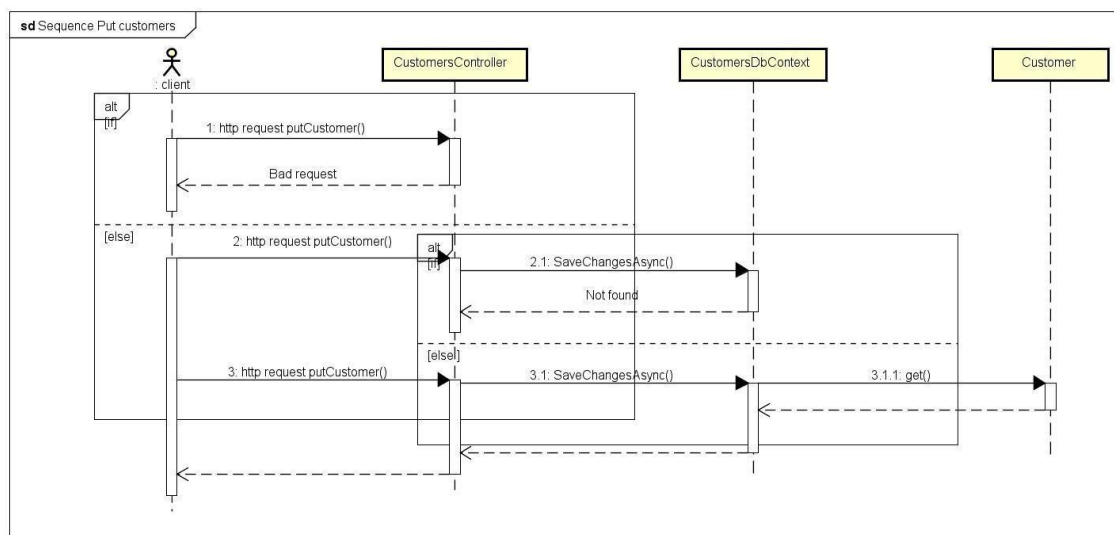 sd Sequence Put customers
: client
CustomersController
CustomersDbContext
Customer
alt
[if]
1: http request putCustomer()
Bad request
[else]
2: http request putCustomer()
alt
[if]
2.1: SaveChangesAsync()
Not found
[else]
3: http request putCustomer()
3.1: SaveChangesAsync()
3.1.1: get()